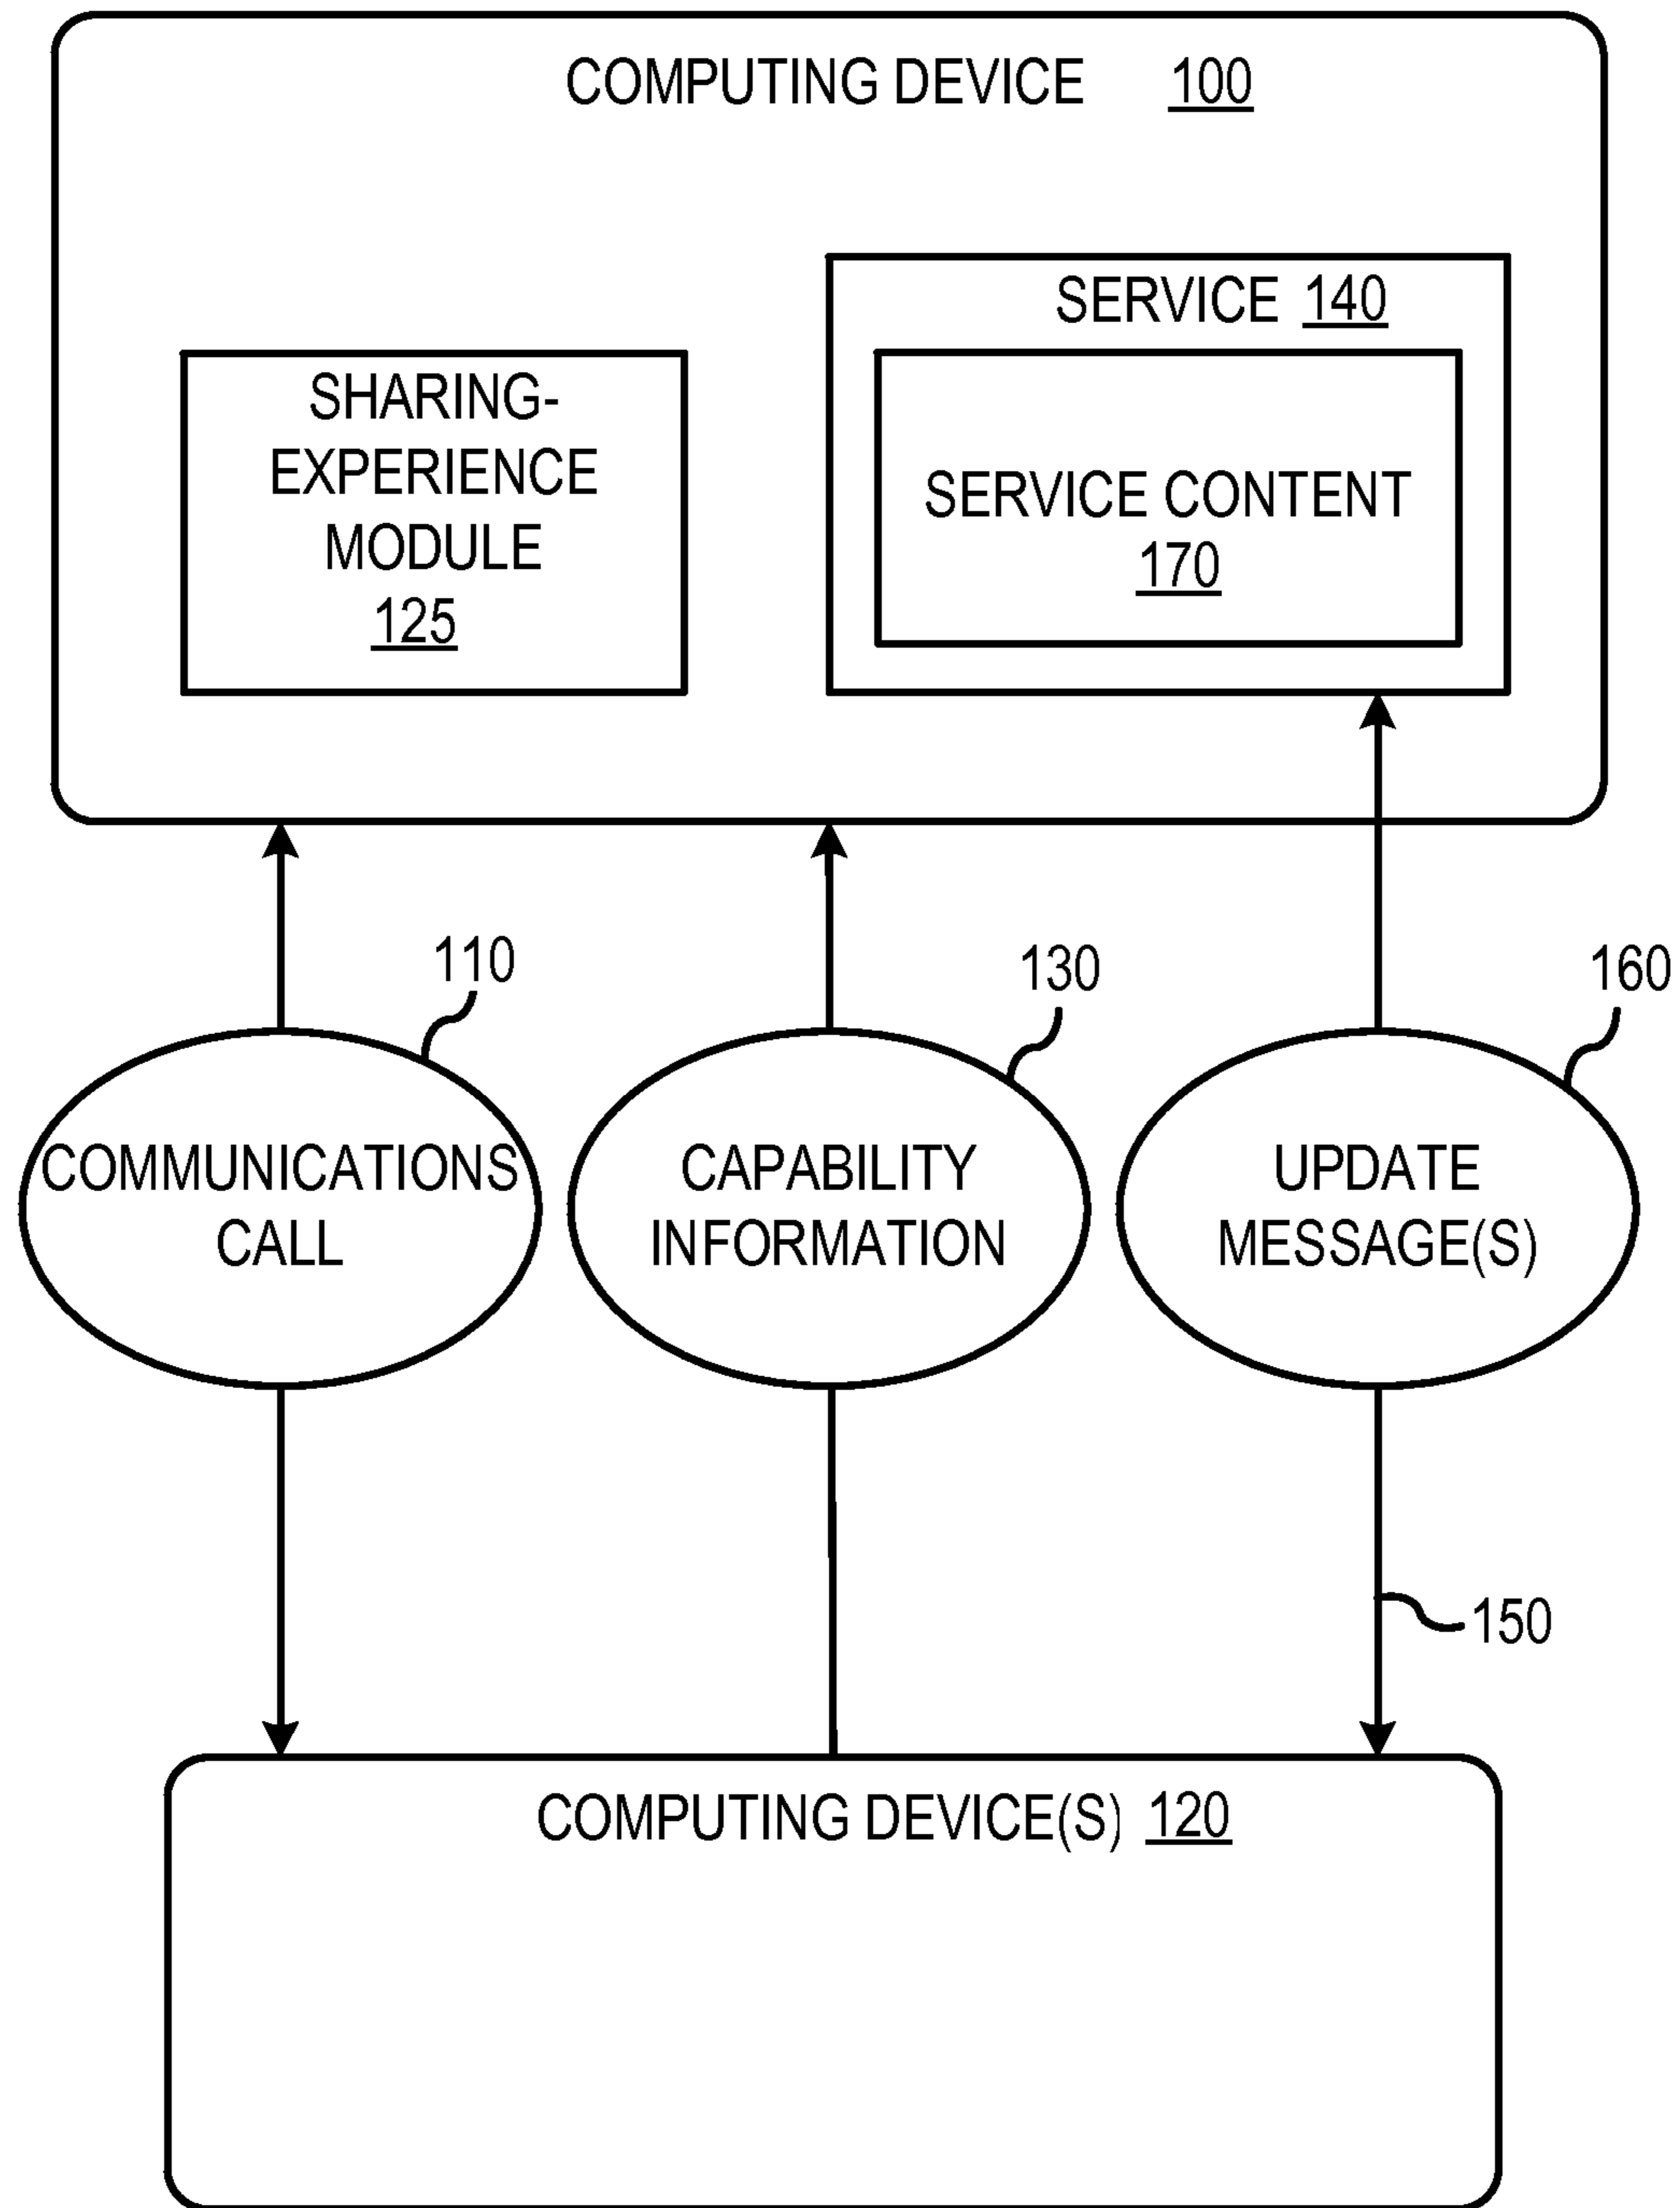 COMPUTING DEVICE 100
SERVICE 140
SHARING-
EXPERIENCE
MODULE
125
SERVICE CONTENT
170
110
130
160
COMMUNICATIONS
CALL
CAPABILITY
INFORMATION
UPDATE
MESSAGE(S)
150
COMPUTING DEVICE(S) 120